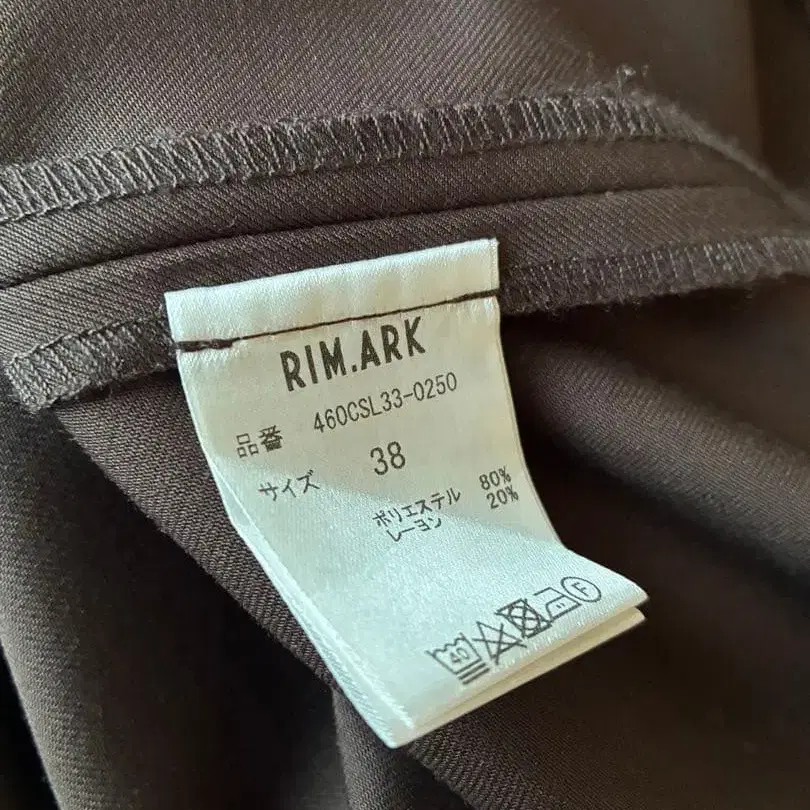 RIM.ARK
品番 460CSL33-0250
サイズ 38
ポリエステル 80%
レーヨン 20%
40
F